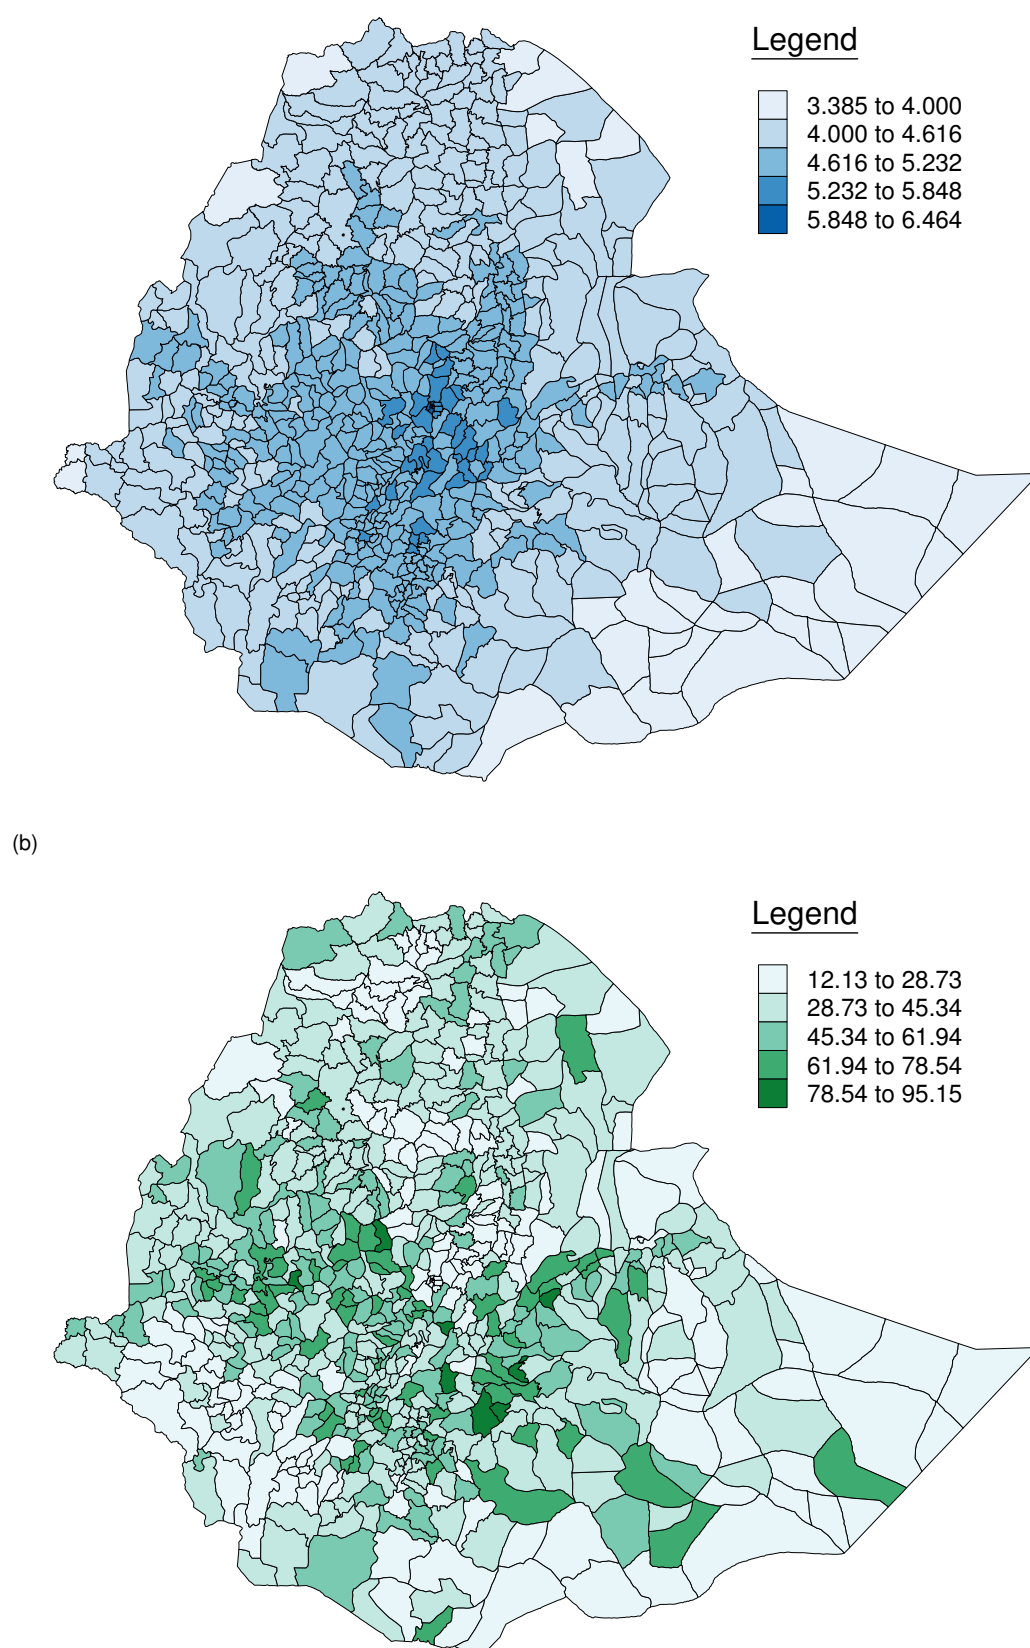 Legend
3.385 to 4.000
4.000 to 4.616
4.616 to 5.232
5.232 to 5.848
5.848 to 6.464
(b)
Legend
12.13 to 28.73
28.73 to 45.34
45.34 to 61.94
61.94 to 78.54
78.54 to 95.15